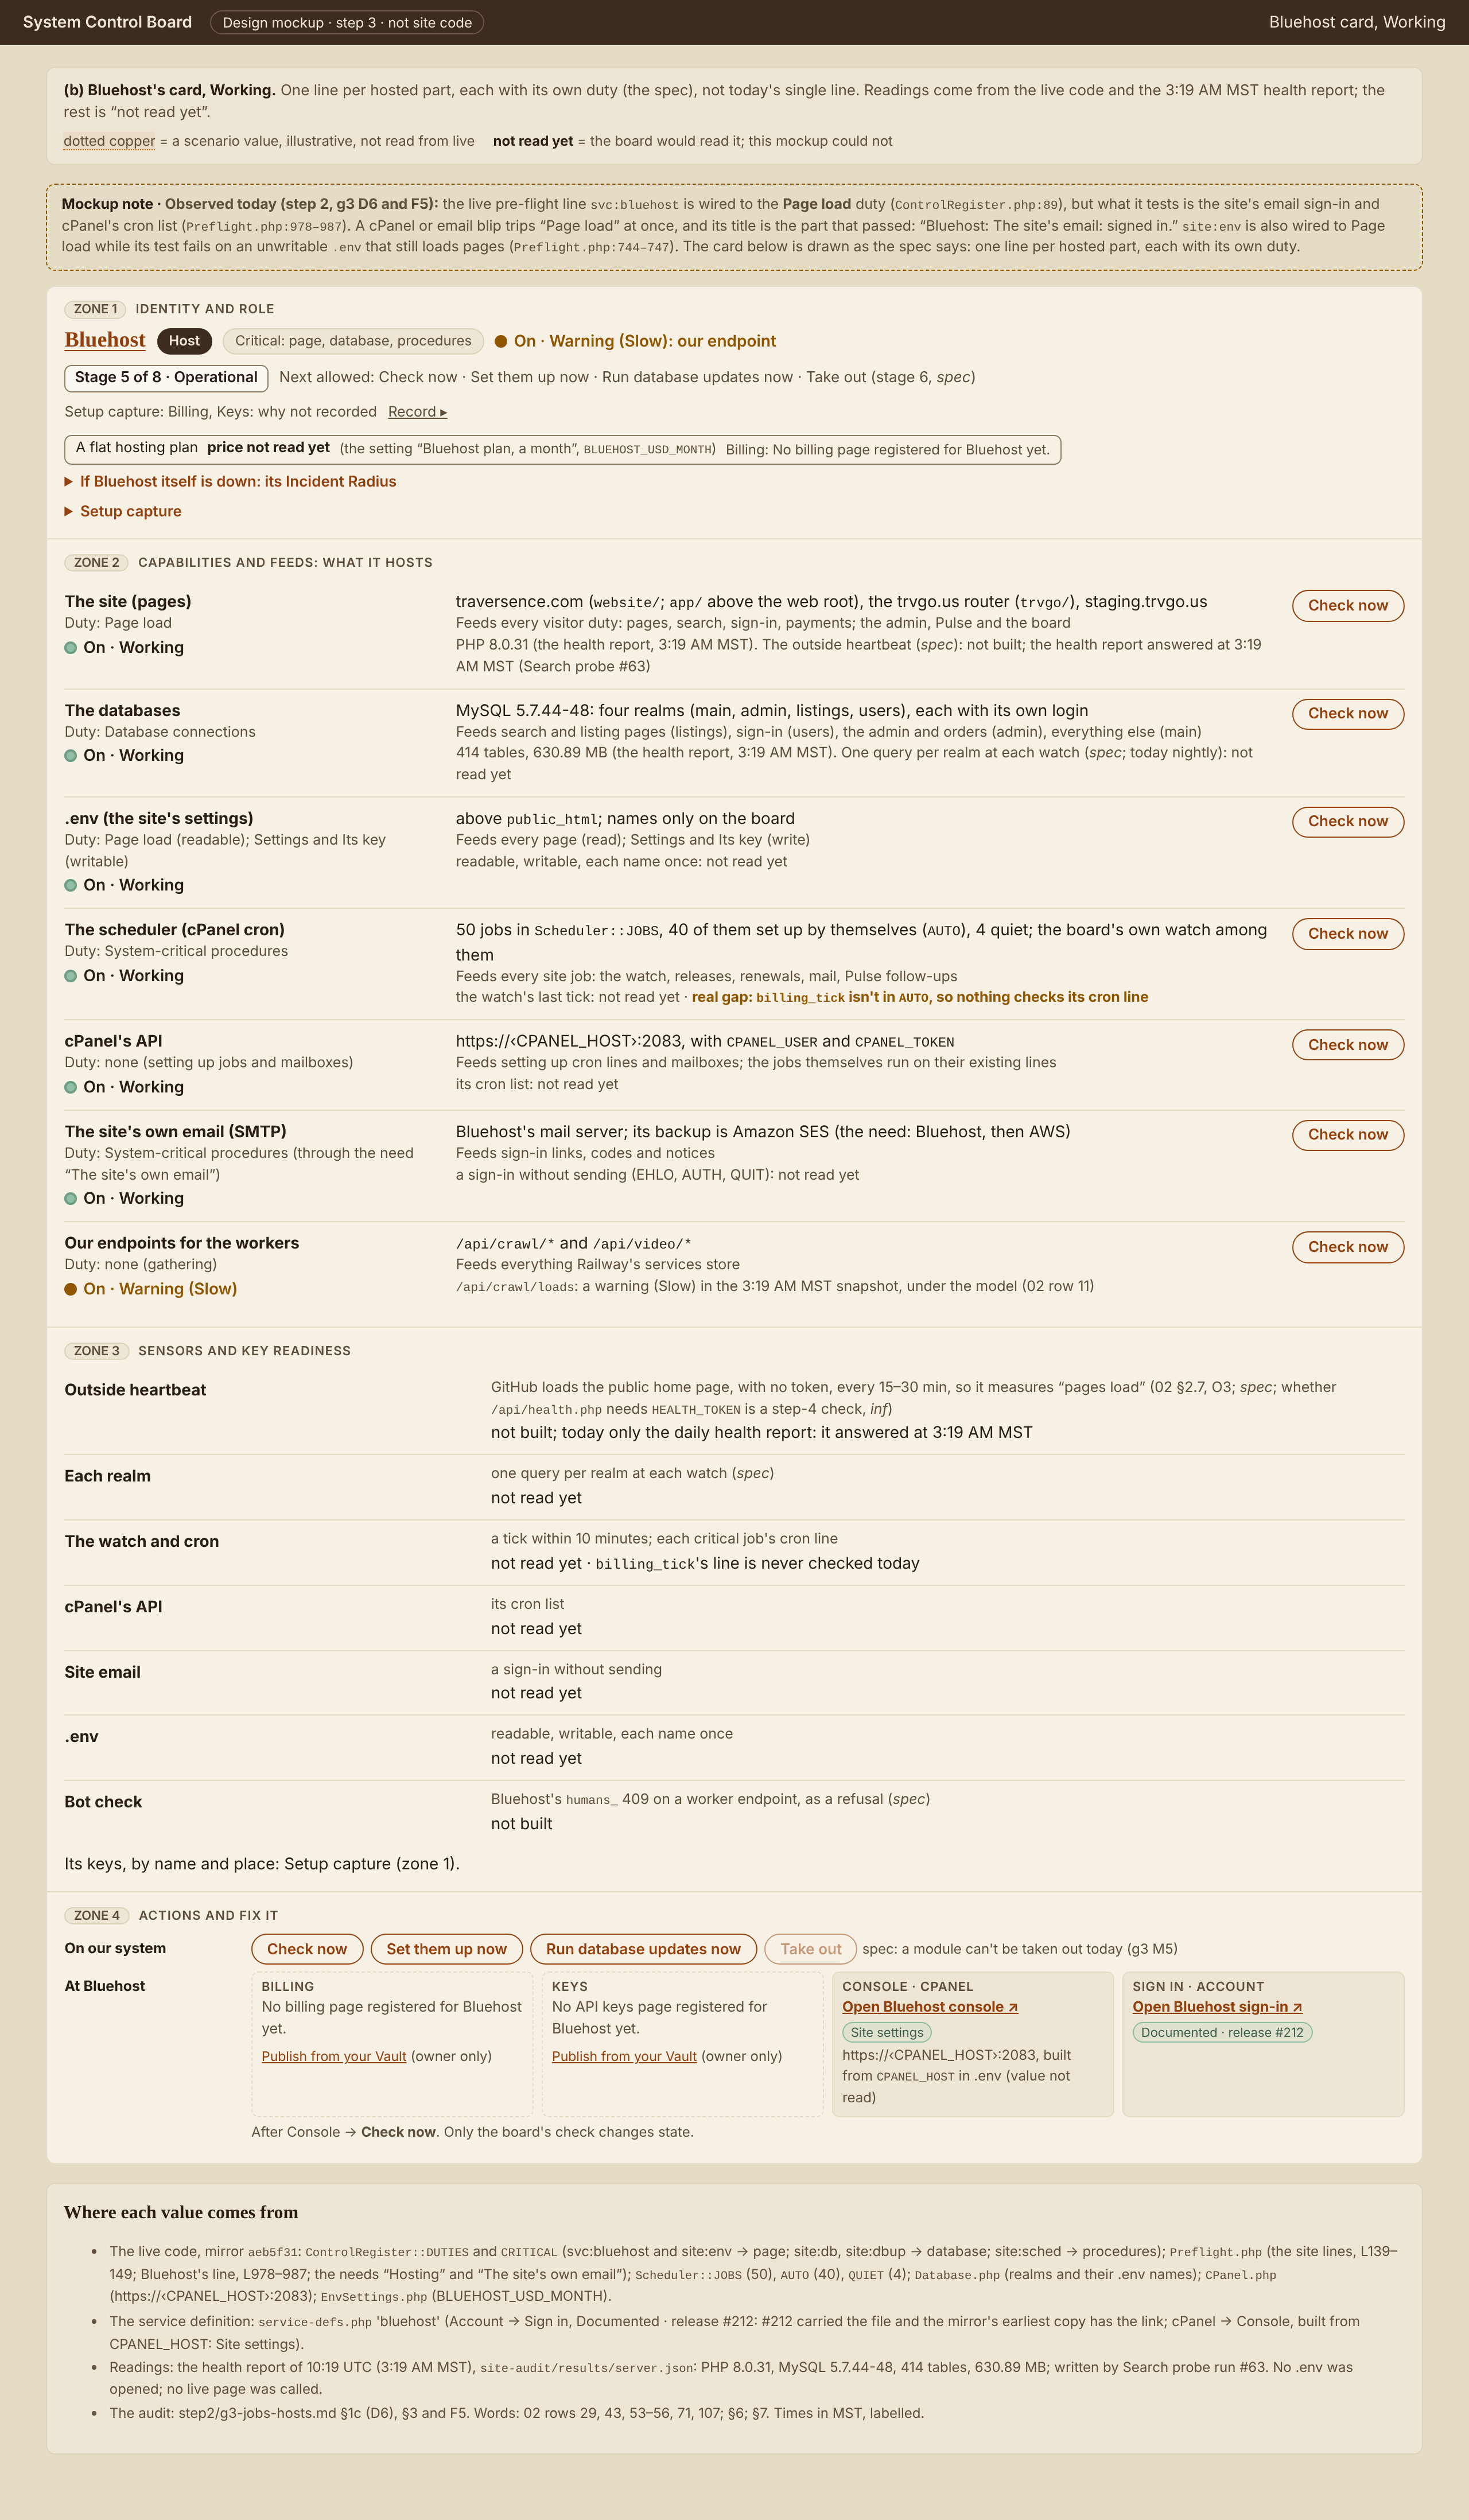 System Control Board
Design mockup · step 3 · not site code
Bluehost card, Working
(b) Bluehost's card, Working. One line per hosted part, each with its own duty (the spec), not today's single line. Readings come from the live code and the 3:19 AM MST health report; the
rest is “not read yet”.
dotted copper = a scenario value, illustrative, not read from live not read yet = the board would read it; this mockup could not
Mockup note · Observed today (step 2, g3 D6 and F5): the live pre-flight line svc:bluehost is wired to the Page load duty (ControlRegister.php:89), but what it tests is the site's email sign-in and
cPanel's cron list (Preflight.php:978–987). A cPanel or email blip trips “Page load” at once, and its title is the part that passed: “Bluehost: The site's email: signed in.” site:env is also wired to Page
load while its test fails on an unwritable .env that still loads pages (Preflight.php:744–747). The card below is drawn as the spec says: one line per hosted part, each with its own duty.
ZONE 1 IDENTITY AND ROLE
Bluehost Host Critical: page, database, procedures On · Warning (Slow): our endpoint
Stage 5 of 8 · Operational Next allowed: Check now · Set them up now · Run database updates now · Take out (stage 6, spec)
Setup capture: Billing, Keys: why not recorded Record ▸
A flat hosting plan price not read yet (the setting “Bluehost plan, a month”, BLUEHOST_USD_MONTH) Billing: No billing page registered for Bluehost yet.
▶ If Bluehost itself is down: its Incident Radius
▶ Setup capture
ZONE 2 CAPABILITIES AND FEEDS: WHAT IT HOSTS
The site (pages)
Duty: Page load
On · Working
traversence.com (website/; app/ above the web root), the trvgo.us router (trvgo/), staging.trvgo.us
Feeds every visitor duty: pages, search, sign-in, payments; the admin, Pulse and the board
PHP 8.0.31 (the health report, 3:19 AM MST). The outside heartbeat (spec): not built; the health report answered at 3:19
AM MST (Search probe #63)
Check now
The databases
Duty: Database connections
On · Working
MySQL 5.7.44-48: four realms (main, admin, listings, users), each with its own login
Feeds search and listing pages (listings), sign-in (users), the admin and orders (admin), everything else (main)
414 tables, 630.89 MB (the health report, 3:19 AM MST). One query per realm at each watch (spec; today nightly): not
read yet
Check now
.env (the site's settings)
Duty: Page load (readable); Settings and Its key
(writable)
On · Working
above public_html; names only on the board
Feeds every page (read); Settings and Its key (write)
readable, writable, each name once: not read yet
Check now
The scheduler (cPanel cron)
Duty: System-critical procedures
On · Working
50 jobs in Scheduler::JOBS, 40 of them set up by themselves (AUTO), 4 quiet; the board's own watch among
them
Feeds every site job: the watch, releases, renewals, mail, Pulse follow-ups
the watch's last tick: not read yet · real gap: billing_tick isn't in AUTO, so nothing checks its cron line
Check now
cPanel's API
Duty: none (setting up jobs and mailboxes)
On · Working
https://‹CPANEL_HOST›:2083, with CPANEL_USER and CPANEL_TOKEN
Feeds setting up cron lines and mailboxes; the jobs themselves run on their existing lines
its cron list: not read yet
Check now
The site's own email (SMTP)
Duty: System-critical procedures (through the need
“The site's own email”)
On · Working
Bluehost's mail server; its backup is Amazon SES (the need: Bluehost, then AWS)
Feeds sign-in links, codes and notices
a sign-in without sending (EHLO, AUTH, QUIT): not read yet
Check now
Our endpoints for the workers
Duty: none (gathering)
On · Warning (Slow)
/api/crawl/* and /api/video/*
Feeds everything Railway's services store
/api/crawl/loads: a warning (Slow) in the 3:19 AM MST snapshot, under the model (02 row 11)
Check now
ZONE 3 SENSORS AND KEY READINESS
Outside heartbeat
GitHub loads the public home page, with no token, every 15–30 min, so it measures “pages load” (02 §2.7, O3; spec; whether
/api/health.php needs HEALTH_TOKEN is a step-4 check, inf)
not built; today only the daily health report: it answered at 3:19 AM MST
Each realm
one query per realm at each watch (spec)
not read yet
The watch and cron
a tick within 10 minutes; each critical job's cron line
not read yet · billing_tick's line is never checked today
cPanel's API
its cron list
not read yet
Site email
a sign-in without sending
not read yet
.env
readable, writable, each name once
not read yet
Bot check
Bluehost's humans_ 409 on a worker endpoint, as a refusal (spec)
not built
Its keys, by name and place: Setup capture (zone 1).
ZONE 4 ACTIONS AND FIX IT
On our system
Check now Set them up now Run database updates now Take out spec: a module can't be taken out today (g3 M5)
At Bluehost
BILLING
No billing page registered for Bluehost
yet.
Publish from your Vault (owner only)
KEYS
No API keys page registered for
Bluehost yet.
Publish from your Vault (owner only)
CONSOLE · CPANEL
Open Bluehost console ↗
Site settings
https://‹CPANEL_HOST›:2083, built
from CPANEL_HOST in .env (value not
read)
SIGN IN · ACCOUNT
Open Bluehost sign-in ↗
Documented · release #212
After Console → Check now. Only the board's check changes state.
Where each value comes from
• The live code, mirror aeb5f31: ControlRegister::DUTIES and CRITICAL (svc:bluehost and site:env → page; site:db, site:dbup → database; site:sched → procedures); Preflight.php (the site lines, L139–
149; Bluehost's line, L978–987; the needs “Hosting” and “The site's own email”); Scheduler::JOBS (50), AUTO (40), QUIET (4); Database.php (realms and their .env names); CPanel.php
(https://‹CPANEL_HOST›:2083); EnvSettings.php (BLUEHOST_USD_MONTH).
• The service definition: service-defs.php 'bluehost' (Account → Sign in, Documented · release #212: #212 carried the file and the mirror's earliest copy has the link; cPanel → Console, built from
CPANEL_HOST: Site settings).
• Readings: the health report of 10:19 UTC (3:19 AM MST), site-audit/results/server.json: PHP 8.0.31, MySQL 5.7.44-48, 414 tables, 630.89 MB; written by Search probe run #63. No .env was
opened; no live page was called.
• The audit: step2/g3-jobs-hosts.md §1c (D6), §3 and F5. Words: 02 rows 29, 43, 53–56, 71, 107; §6; §7. Times in MST, labelled.